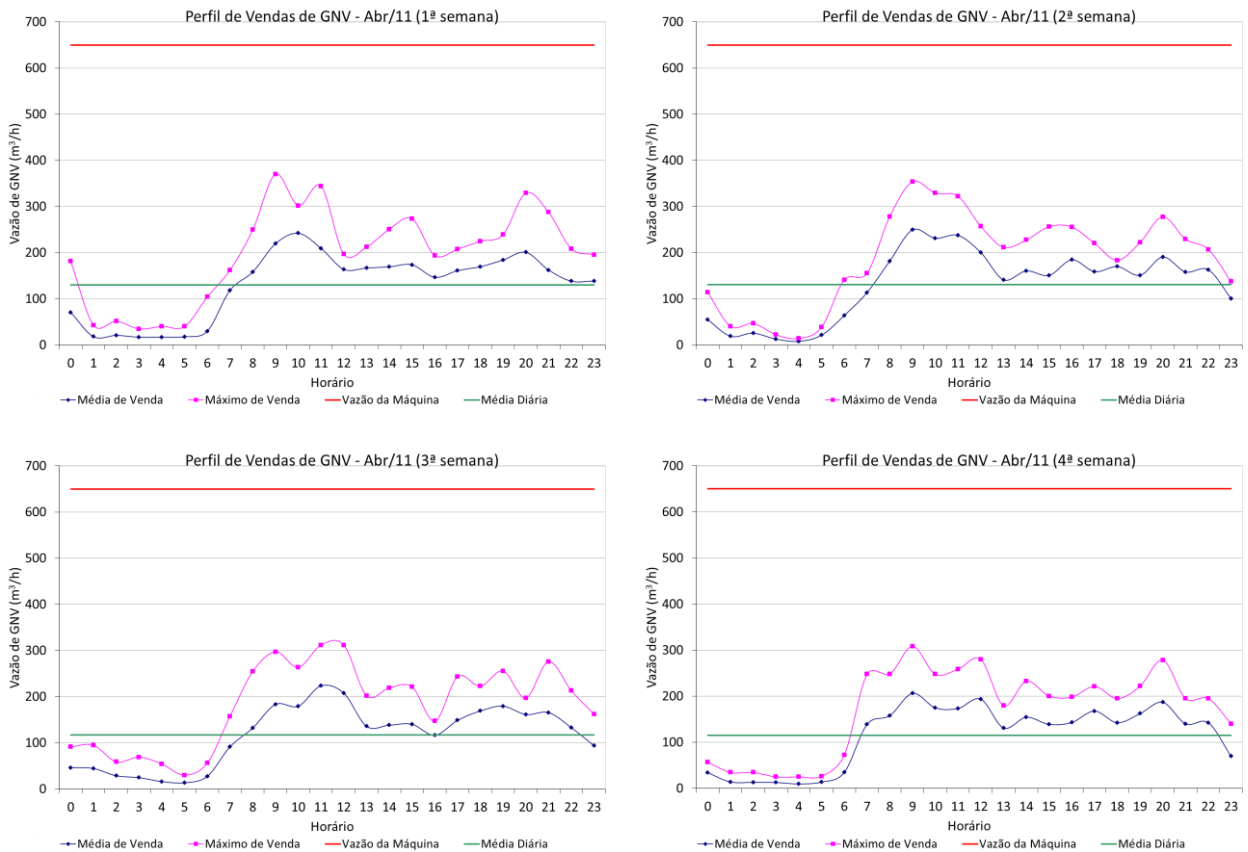 Perfil de Vendas de GNV - Abr/11 (1ª semana)
Vazão de GNV (m³/h)
700
600
500
400
300
200
100
0
0 1 2 3 4 5 6 7 8 9 10 11 12 13 14 15 16 17 18 19 20 21 22 23
Horário
Média de Venda Máximo de Venda Vazão da Máquina Média Diária
Perfil de Vendas de GNV - Abr/11 (2ª semana)
Vazão de GNV (m³/h)
700
600
500
400
300
200
100
0
0 1 2 3 4 5 6 7 8 9 10 11 12 13 14 15 16 17 18 19 20 21 22 23
Horário
Média de Venda Máximo de Venda Vazão da Máquina Média Diária
Perfil de Vendas de GNV - Abr/11 (3ª semana)
Vazão de GNV (m³/h)
700
600
500
400
300
200
100
0
0 1 2 3 4 5 6 7 8 9 10 11 12 13 14 15 16 17 18 19 20 21 22 23
Horário
Média de Venda Máximo de Venda Vazão da Máquina Média Diária
Perfil de Vendas de GNV - Abr/11 (4ª semana)
Vazão de GNV (m³/h)
700
600
500
400
300
200
100
0
0 1 2 3 4 5 6 7 8 9 10 11 12 13 14 15 16 17 18 19 20 21 22 23
Horário
Média de Venda Máximo de Venda Vazão da Máquina Média Diária